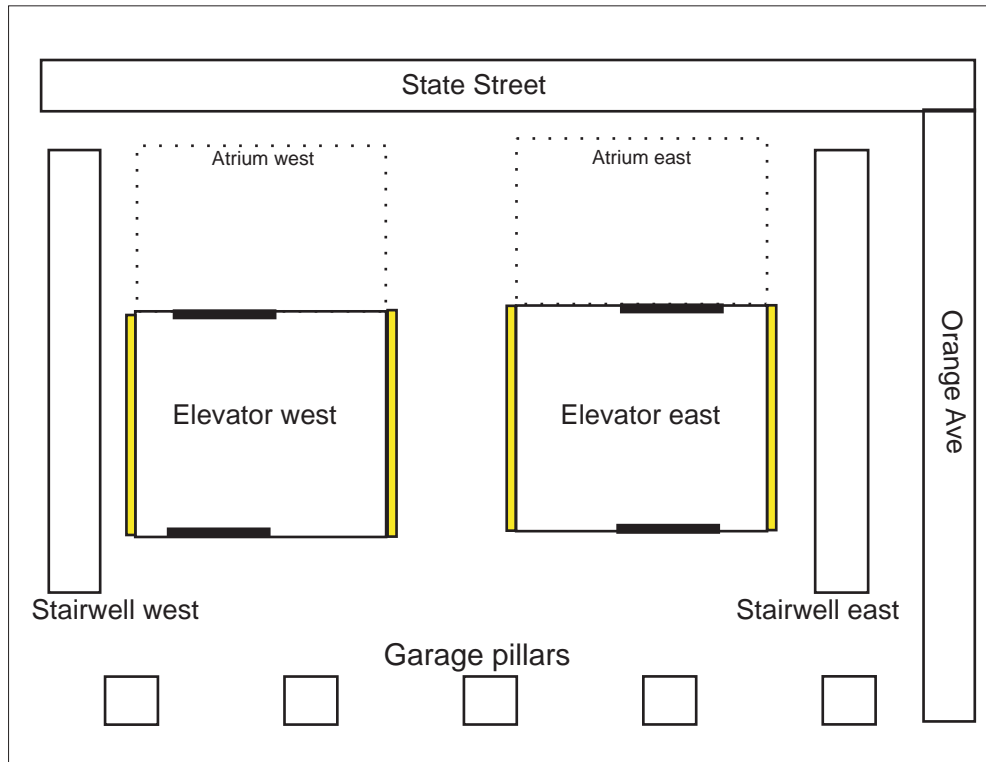 State Street
Atrium west
Atrium east
Orange Ave
Elevator west
Elevator east
Stairwell west
Stairwell east
Garage pillars